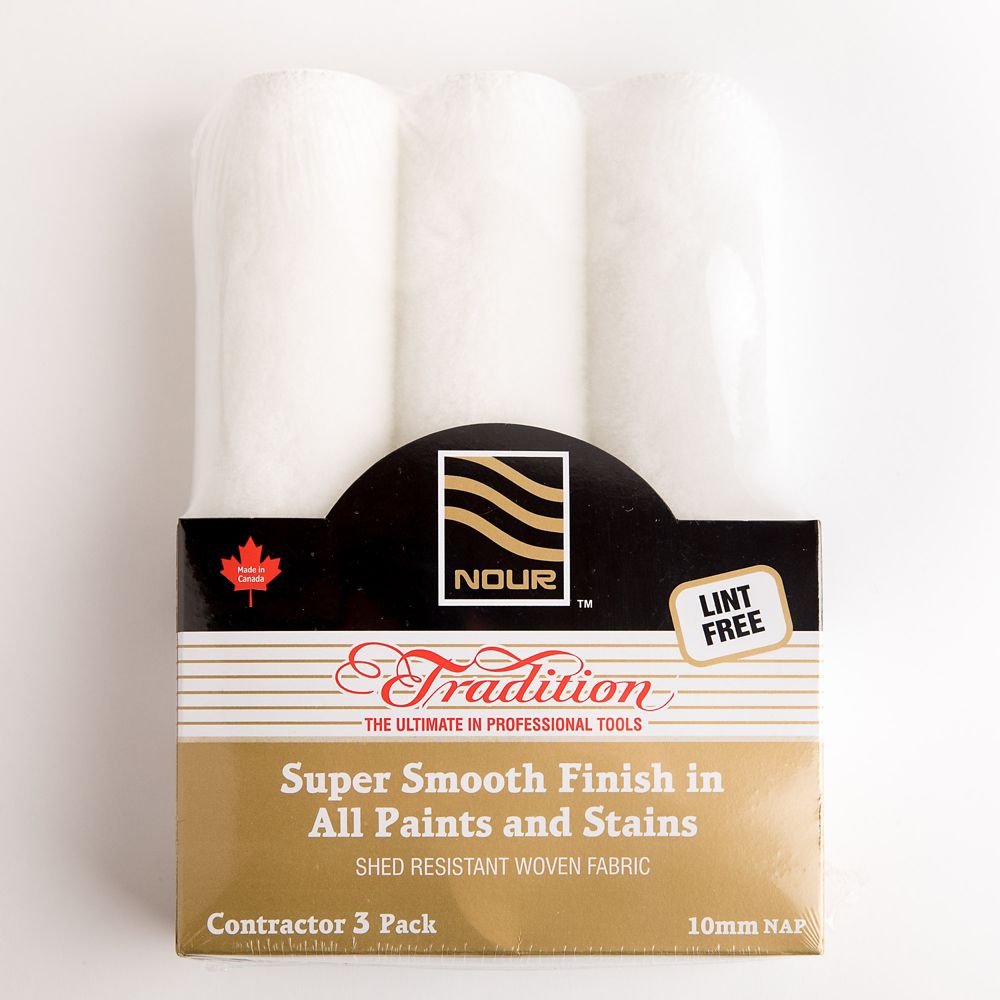 NOUR
TM
Made in
Canada
LINT
FREE
Tradition
THE ULTIMATE IN PROFESSIONAL TOOLS
Super Smooth Finish in
All Paints and Stains
SHED RESISTANT WOVEN FABRIC
Contractor 3 Pack
10mm NAP